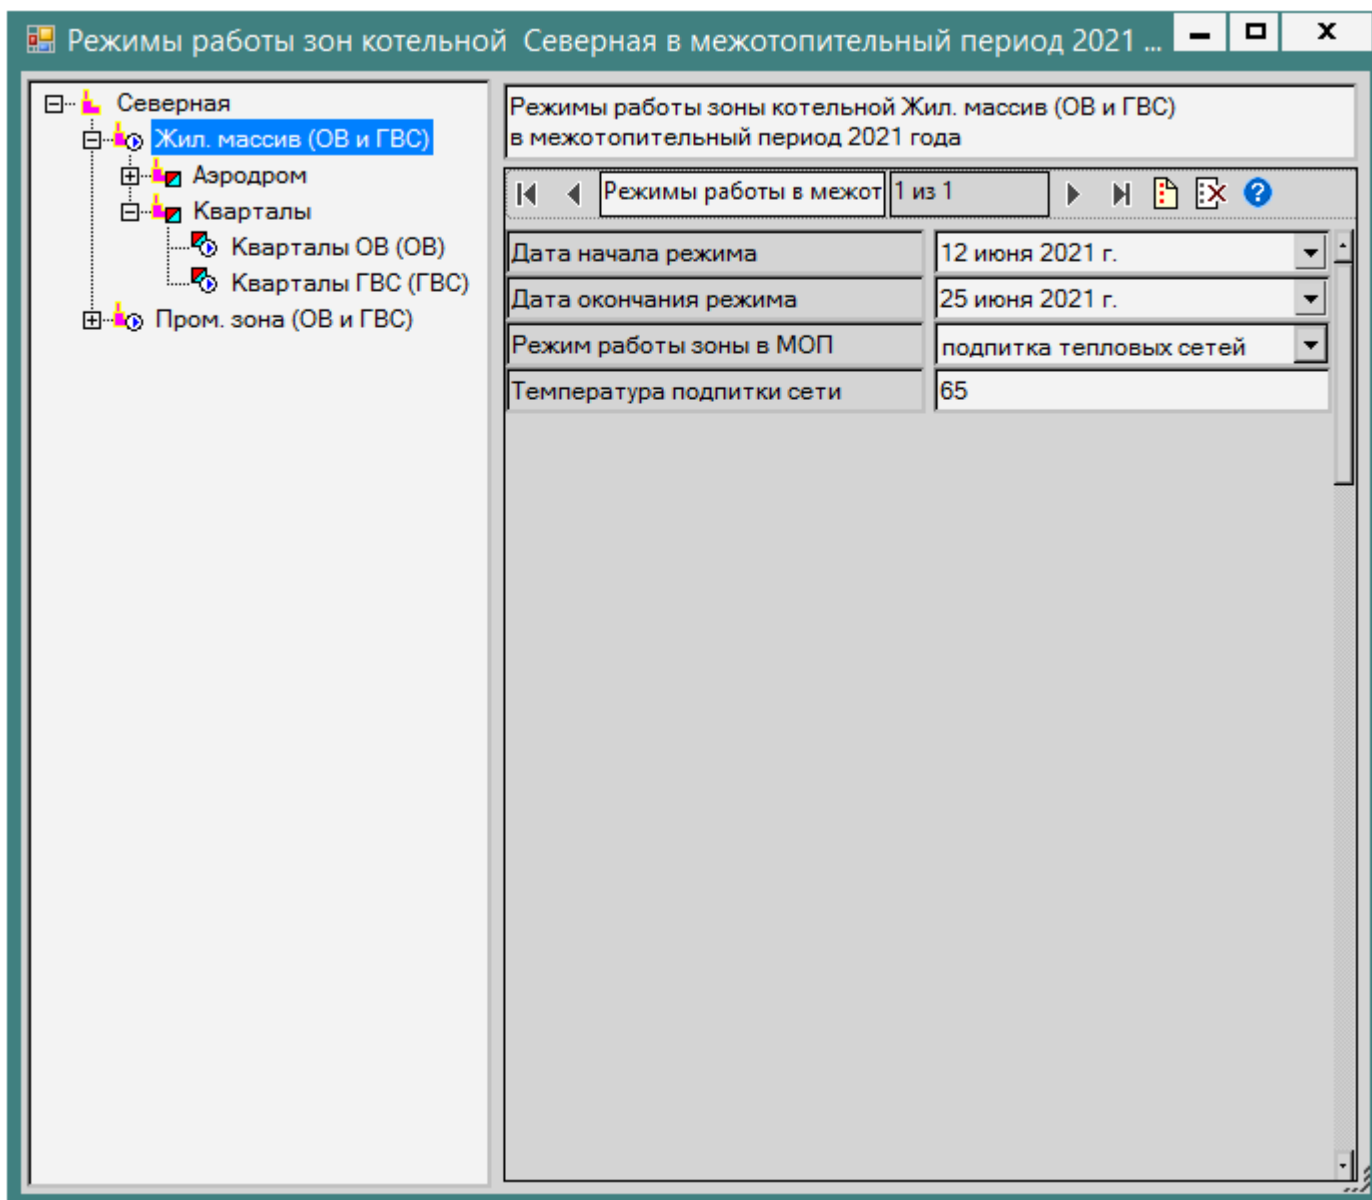 Режимы работы зон котельной  Северная в межотопительный период 2021 ...
Северная
Жил. массив (ОВ и ГВС)
Аэродром
Кварталы
Кварталы ОВ (ОВ)
Кварталы ГВС (ГВС)
Пром. зона (ОВ и ГВС)
Режимы работы зоны котельной Жил. массив (ОВ и ГВС)
в межотопительный период 2021 года
Режимы работы в межот 1 из 1
Дата начала режима 12 июня 2021 г.
Дата окончания режима 25 июня 2021 г.
Режим работы зоны в МОП подпитка тепловых сетей
Температура подпитки сети 65